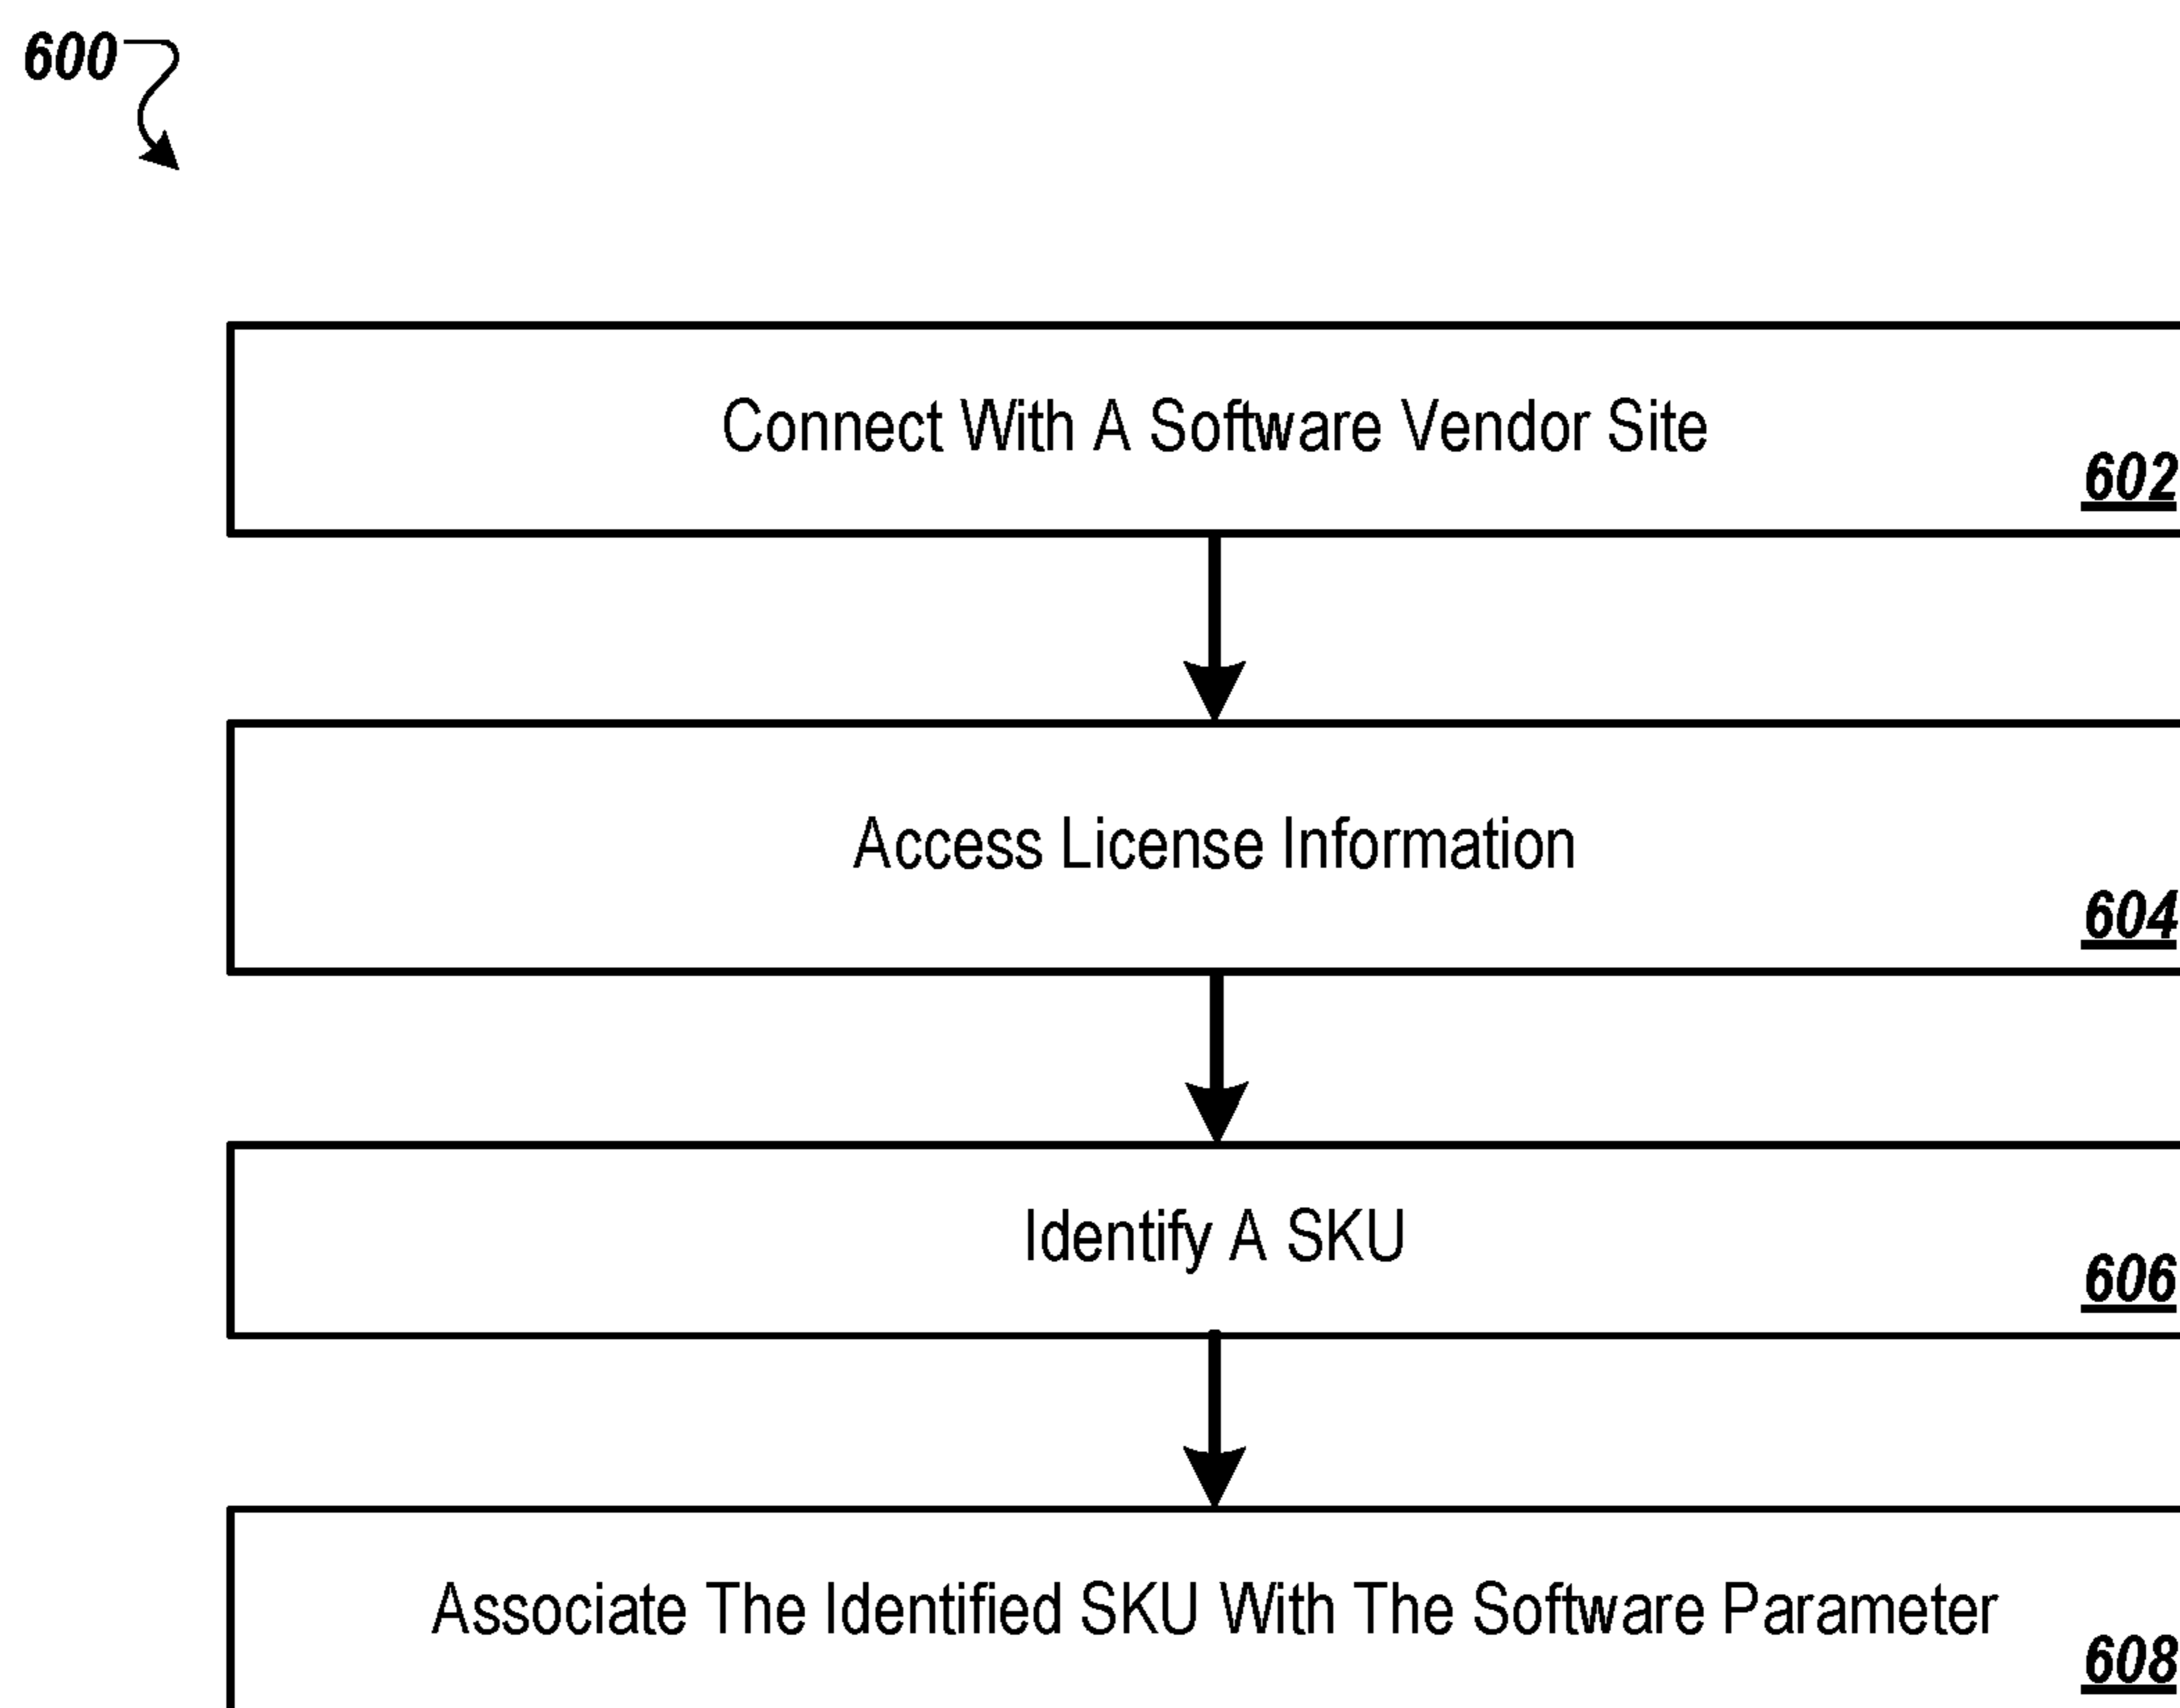 600
Connect With A Software Vendor Site
602
Access License Information
604
Identify A SKU
606
Associate The Identified SKU With The Software Parameter
608